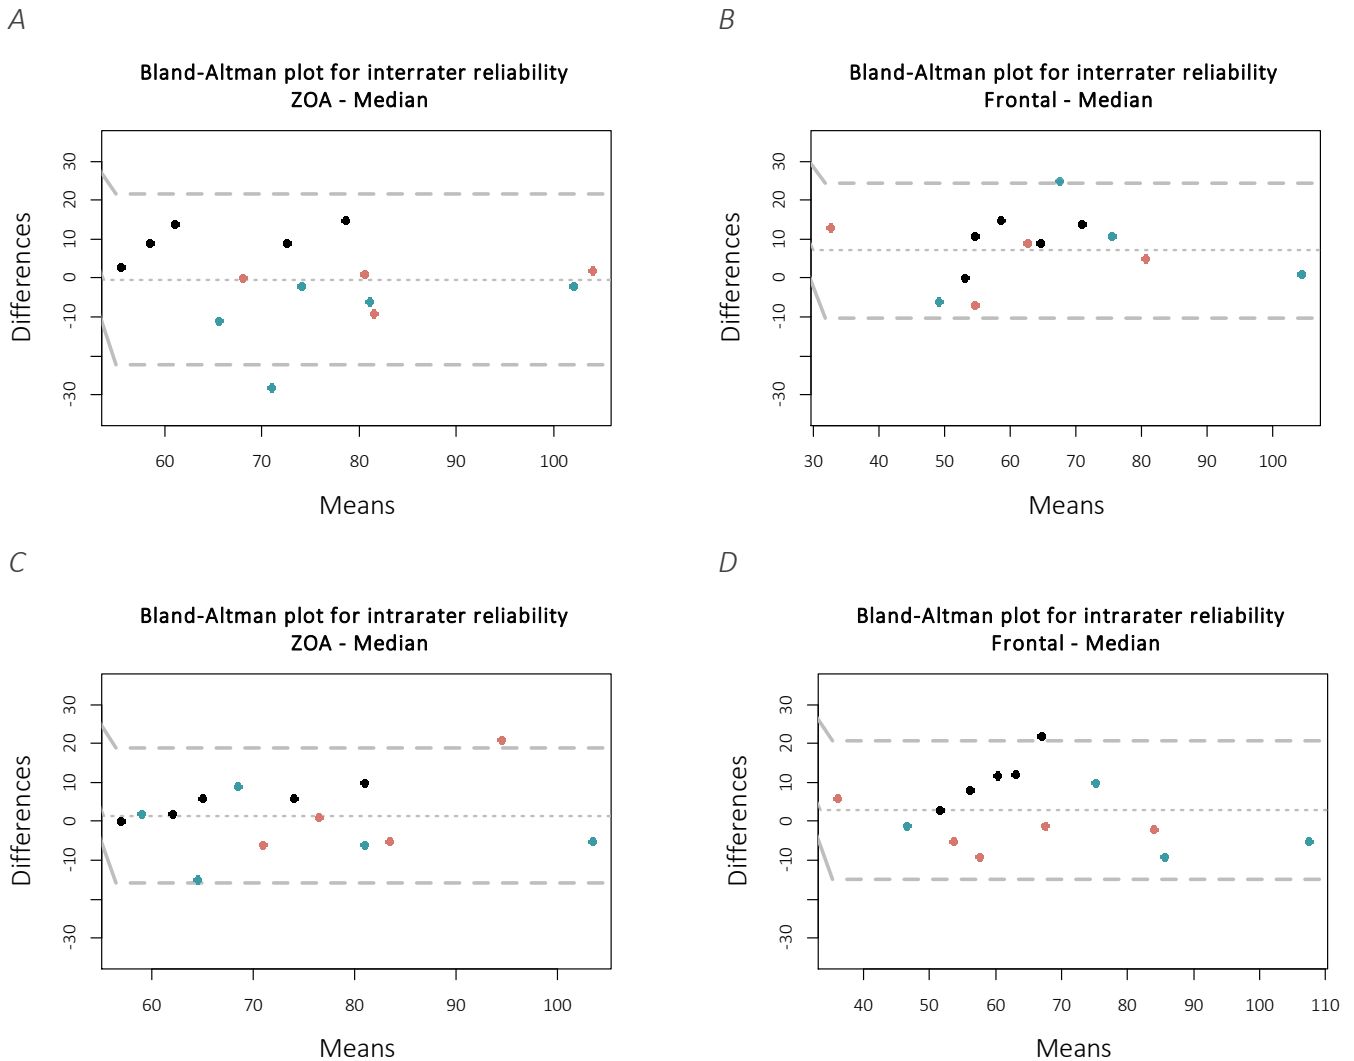 A
Bland-Altman plot for interrater reliability
ZOA - Median
Differences
30
20
10
0
-10
-30
60
70
80
90
100
Means
B
Bland-Altman plot for interrater reliability
Frontal - Median
Differences
30
20
10
0
-10
-30
30
40
50
60
70
80
90
100
Means
C
Bland-Altman plot for intrarater reliability
ZOA - Median
Differences
30
20
10
0
-10
-30
60
70
80
90
100
Means
D
Bland-Altman plot for intrarater reliability
Frontal - Median
Differences
30
20
10
0
-10
-30
40
50
60
70
80
90
100
110
Means